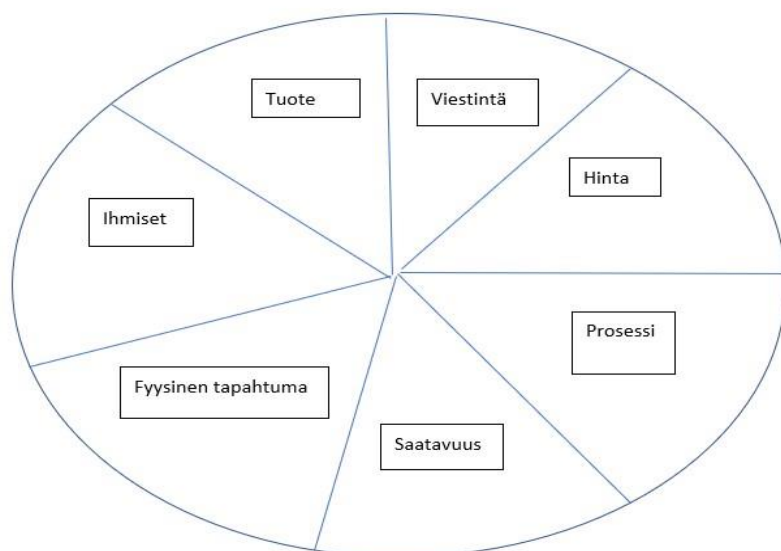 Tuote
Viestintä
Hinta
Ihmiset
Prosessi
Fyysinen tapahtuma
Saatavuus